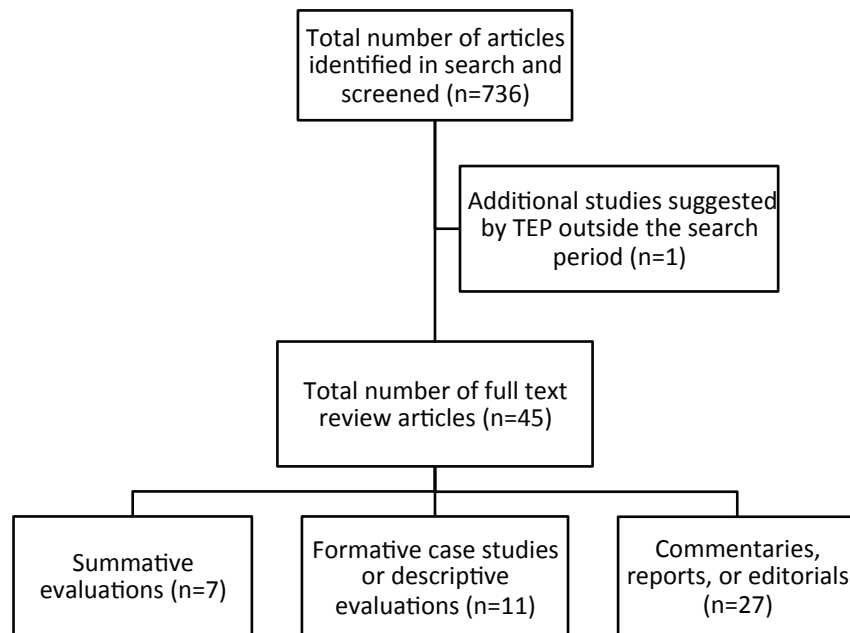 Total number of articles
identified in search and
screened (n=736)
Additional studies suggested
by TEP outside the search
period (n=1)
Total number of full text
review articles (n=45)
Summative
evaluations (n=7)
Formative case studies
or descriptive
evaluations (n=11)
Commentaries,
reports, or editorials
(n=27)